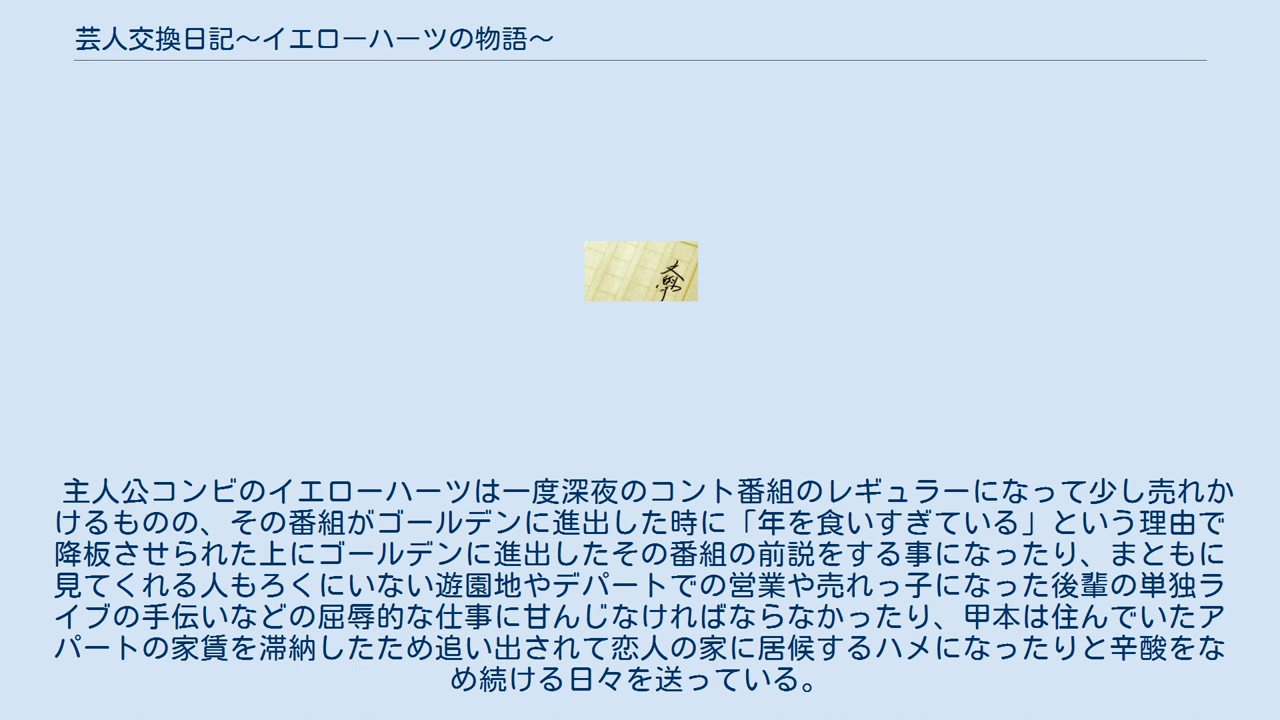 芸人交換日記〜イエローハーツの物語〜
主人公コンビのイエローハーツは一度深夜のコント番組のレギュラーになって少し売れか
けるものの、その番組がゴールデンに進出した時に「年を食いすぎている」という理由で
降板させられた上にゴールデンに進出したその番組の前説をする事になったり、まともに
見てくれる人もろくにいない遊園地やデパートでの営業や売れっ子になった後輩の単独ラ
イブの手伝いなどの屈辱的な仕事に甘んじなければならなかったり、甲本は住んでいたア
パートの家賃を滞納したため追い出されて恋人の家に居候するハメになったりと辛酸をな
め続ける日々を送っている。